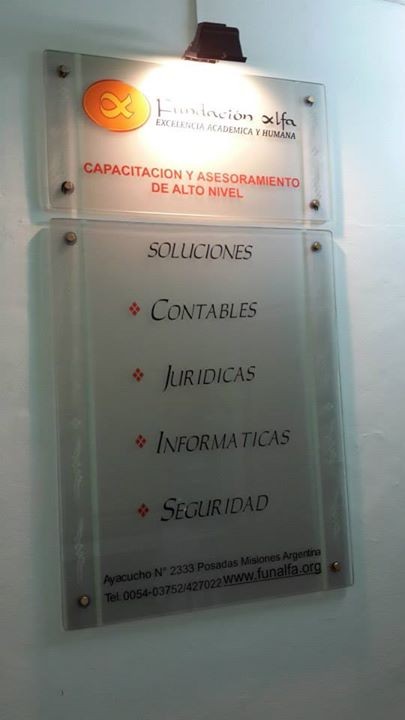 Fundación αlfa
EXCELENCIA ACADEMICA Y HUMANA
CAPACITACION Y ASESORAMIENTO
DE ALTO NIVEL
SOLUCIONES
CONTABLES
JURIDICAS
INFORMATICAS
SEGURIDAD
Ayacucho N° 2333 Posadas Misiones Argentina
Tel. 0054-03752/427022 www.funalfa.org